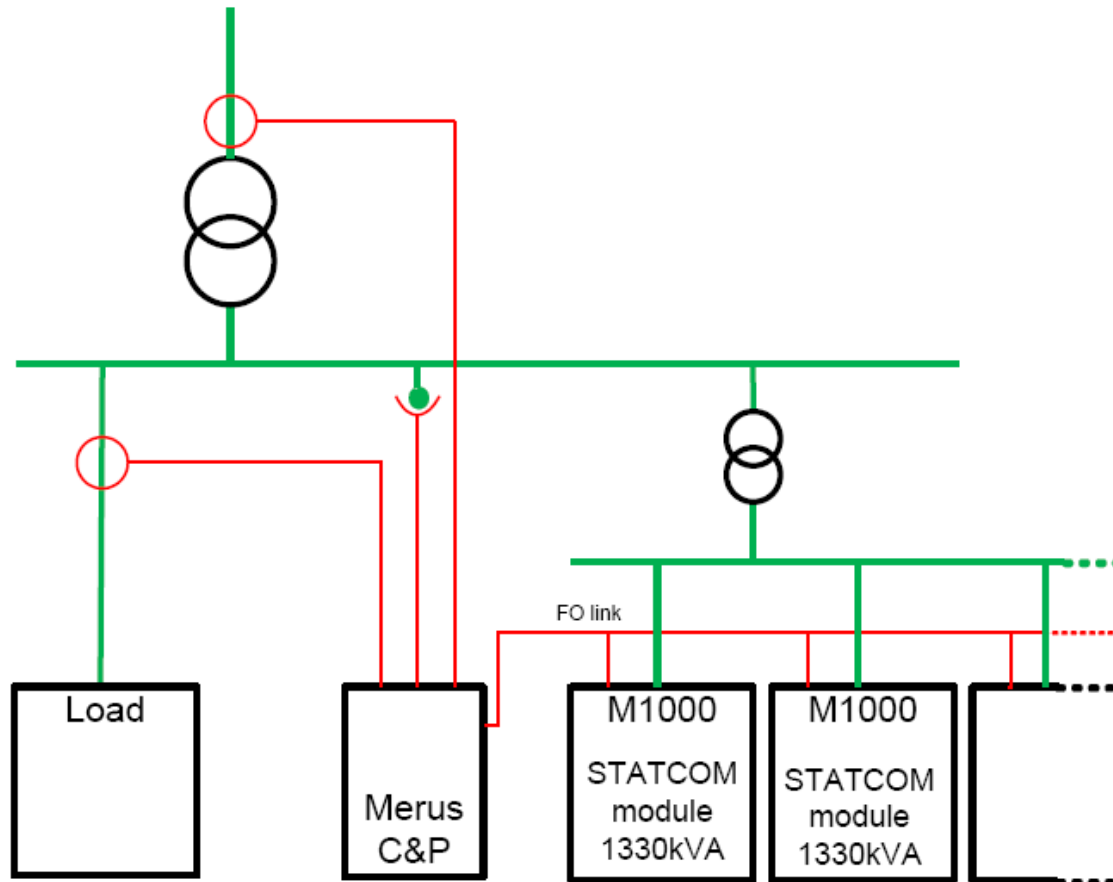 FO link
Load
Merus
C&P
M1000
STATCOM
module
1330kVA
M1000
STATCOM
module
1330kVA